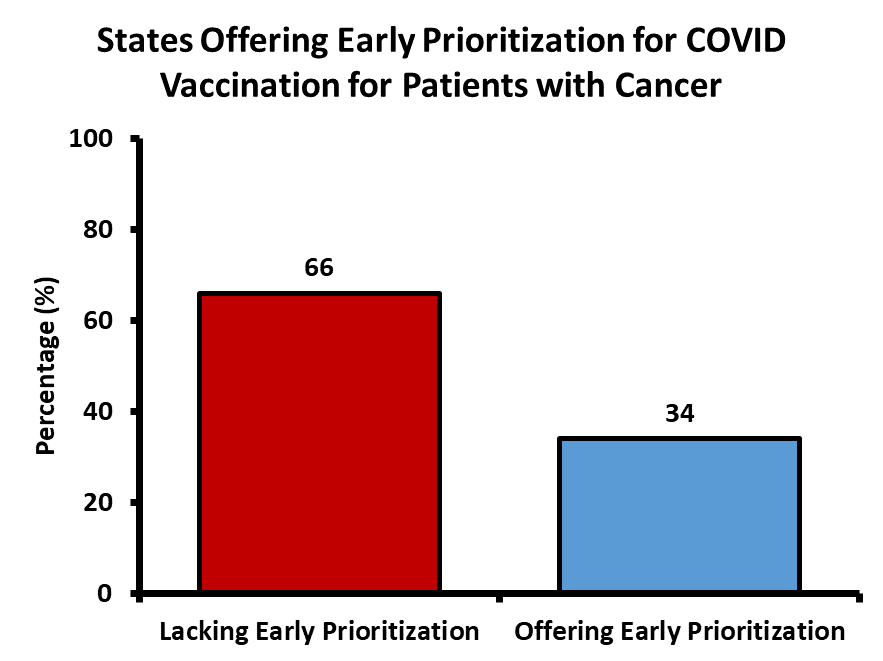 States Offering Early Prioritization for COVID
Vaccination for Patients with Cancer
100
80
60
40
20
0
Percentage (%)
66
34
Lacking Early Prioritization
Offering Early Prioritization